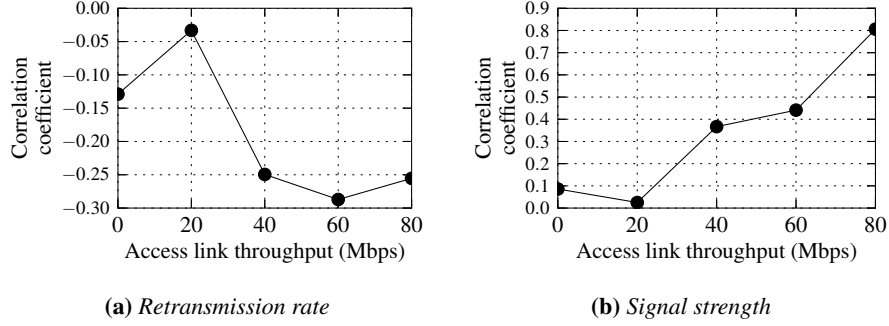 0.00
−0.05
−0.10
−0.15
−0.20
−0.25
−0.30
Correlation
coefficient
0 20 40 60 80
Access link throughput (Mbps)
(a) Retransmission rate
0.9
0.8
0.7
0.6
0.5
0.4
0.3
0.2
0.1
0.0
Correlation
coefficient
0 20 40 60 80
Access link throughput (Mbps)
(b) Signal strength